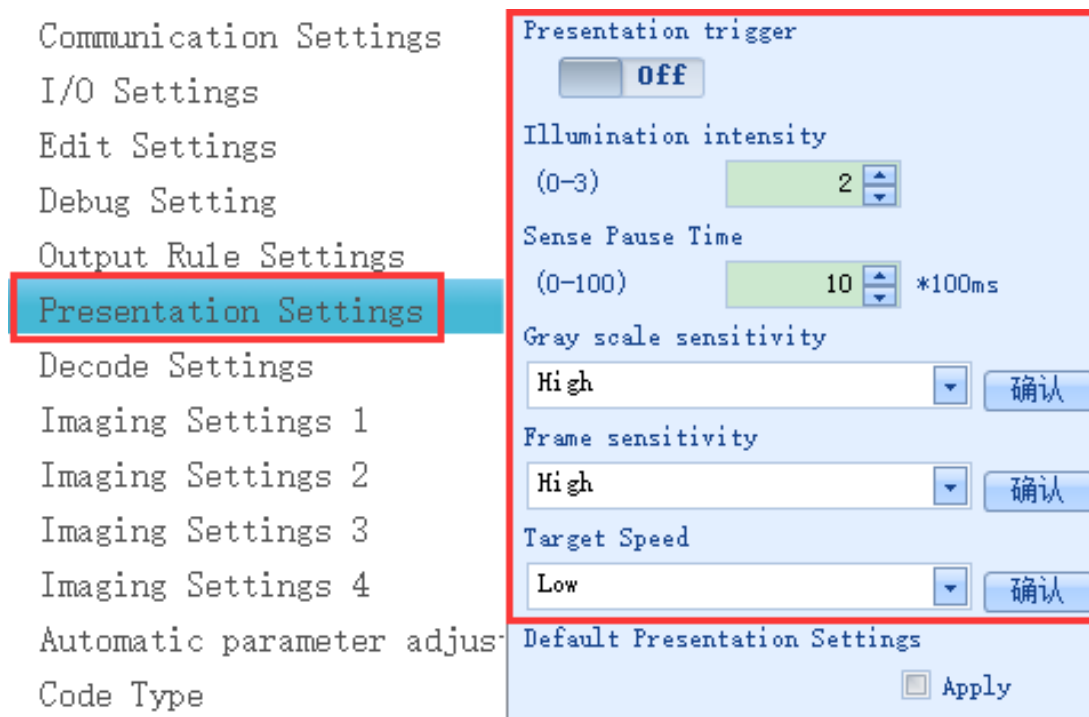 Communication Settings
I/O Settings
Edit Settings
Debug Setting
Output Rule Settings
Presentation Settings
Decode Settings
Imaging Settings 1
Imaging Settings 2
Imaging Settings 3
Imaging Settings 4
Automatic parameter adjus
Code Type
Presentation trigger
Off
Illumination intensity
(0-3) 2
Sense Pause Time
(0-100) 10 *100ms
Gray scale sensitivity
High 确认
Frame sensitivity
High 确认
Target Speed
Low 确认
Default Presentation Settings
Apply